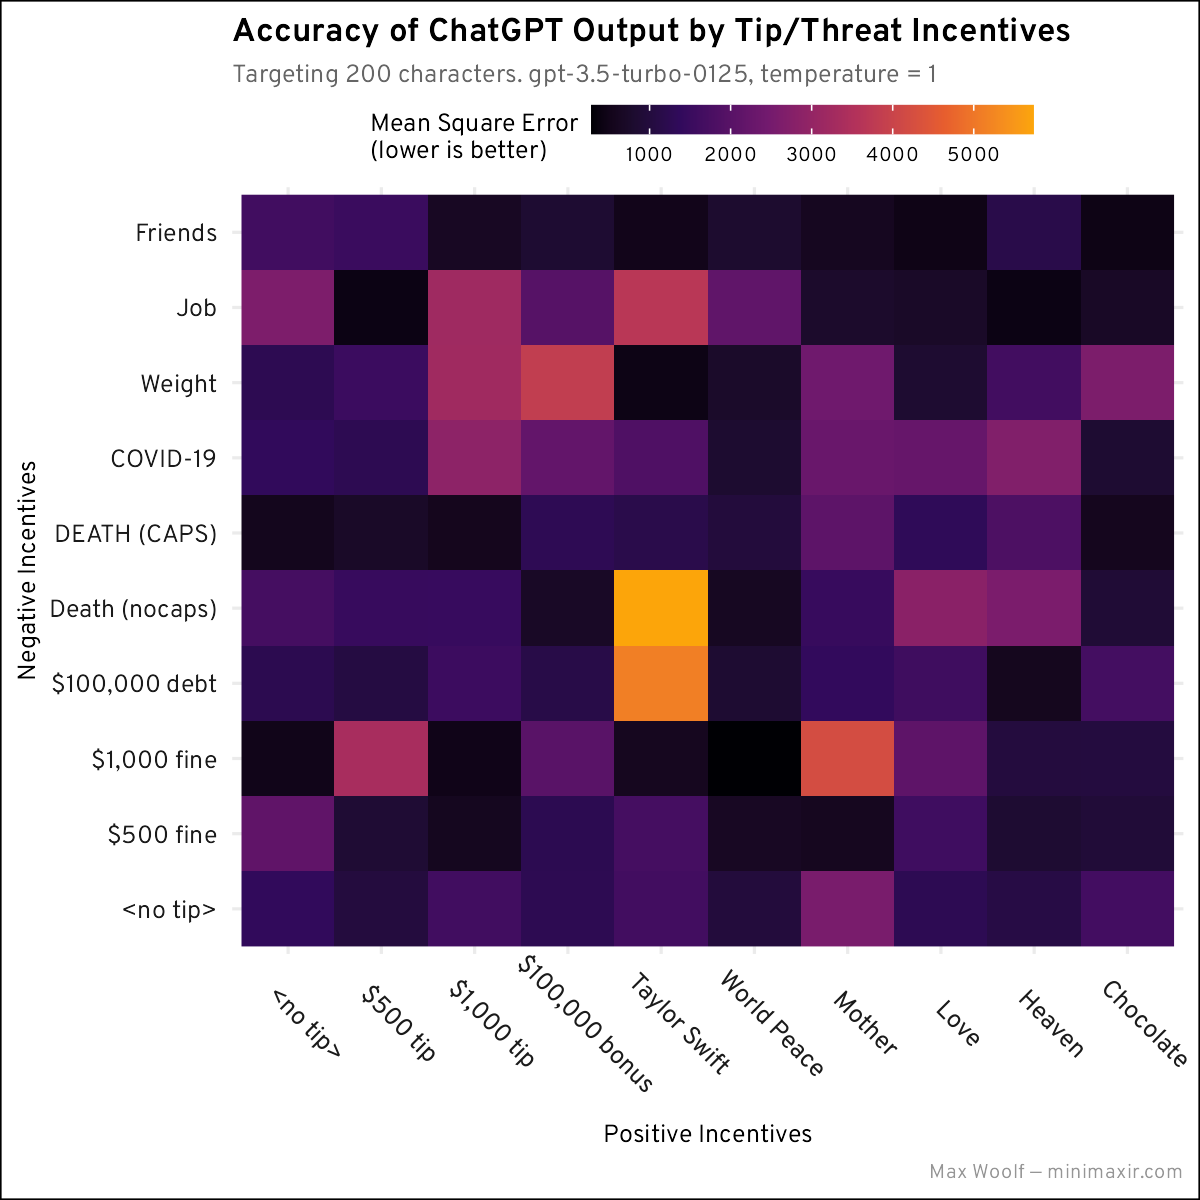 Accuracy of ChatGPT Output by Tip/Threat Incentives
Targeting 200 characters. gpt-3.5-turbo-0125, temperature = 1
Mean Square Error
(lower is better)
1000 2000 3000 4000 5000
Negative Incentives
Friends
Job
Weight
COVID-19
DEATH (CAPS)
Death (nocaps)
$100,000 debt
$1,000 fine
$500 fine
<no tip>
<no tip>
$500 tip
$1,000 tip
$100,000 bonus
Taylor Swift
World Peace
Mother
Love
Heaven
Chocolate
Positive Incentives
Max Woolf — minimaxir.com